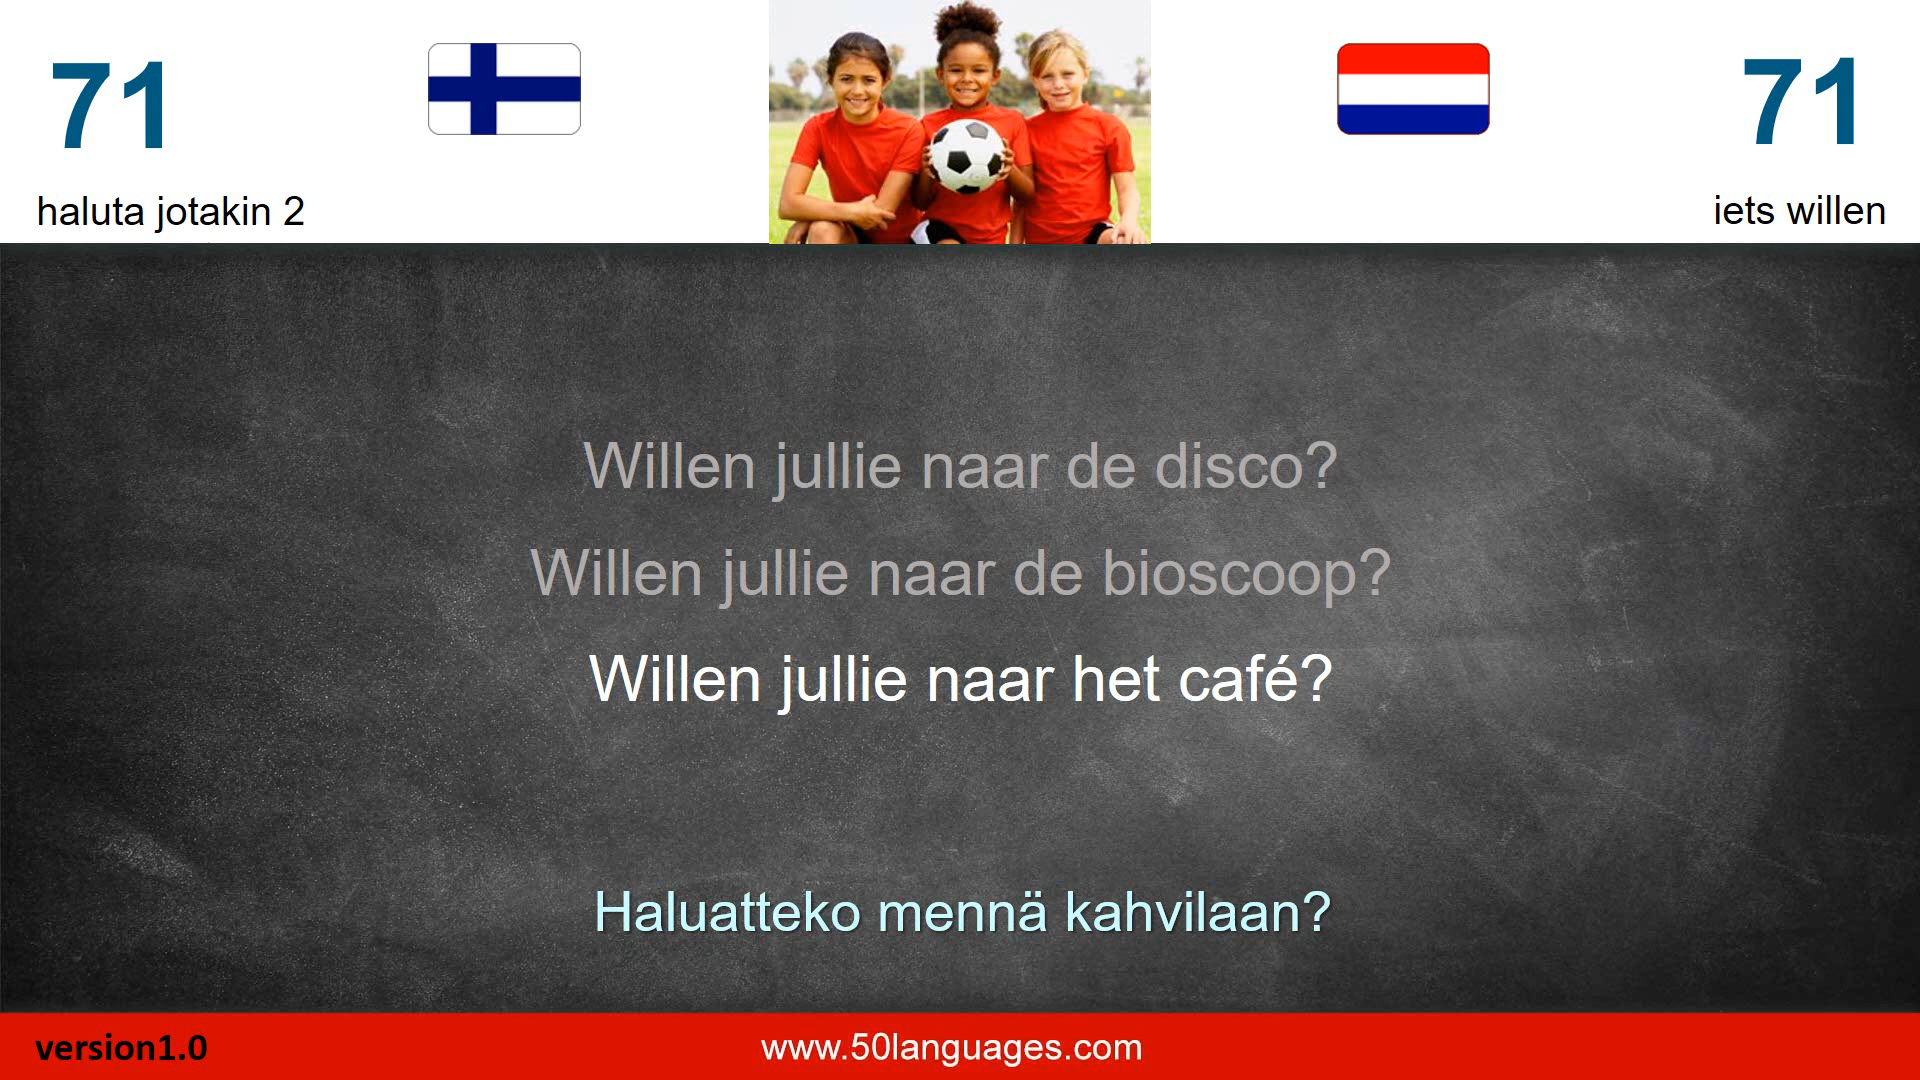 71
71
haluta jotakin 2
iets willen
Willen jullie naar de disco?
Willen jullie naar de bioscoop?
Willen jullie naar het café?
Haluatteko mennä kahvilaan?
version1.0
www.50languages.com